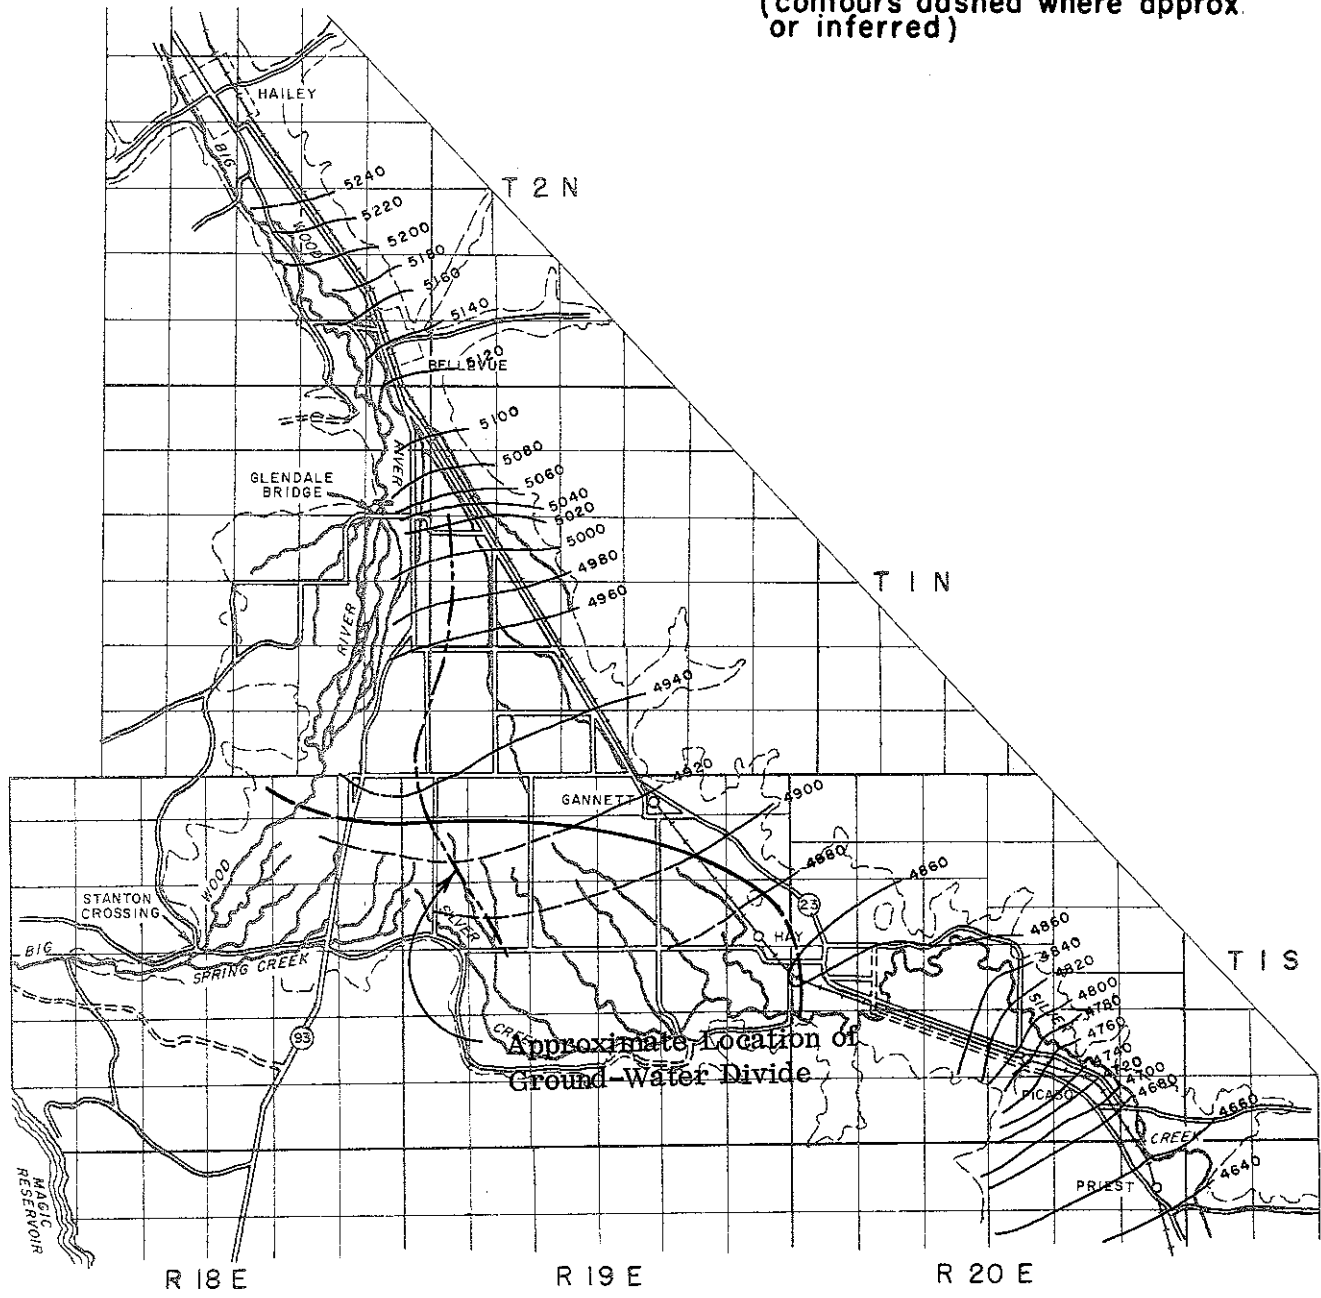 (contours dashed where approx.
or inferred)
HAILEY
BIG
WOOD
T 2 N
5240
5220
5200
5180
5160
5140
5120
BELLEVUE
5100
RIVER
5080
GLENDALE
BRIDGE
5060
5040
5020
5000
4980
4960
T I N
RIVER
4940
4920
GANNETT
4900
4880
4860
WOOD
STANTON
CROSSING
23
SILVER
HAY
BIG
SPRING CREEK
4860
4840
4820
T I S
4800
4780
4760
93
CREEK
Approximate Location of
Ground-Water Divide
4740
4720
4700
4680
PICABO
4660
CREEK
4640
PRIEST
MAGIC
RESERVOIR
R 18 E
R 19 E
R 20 E